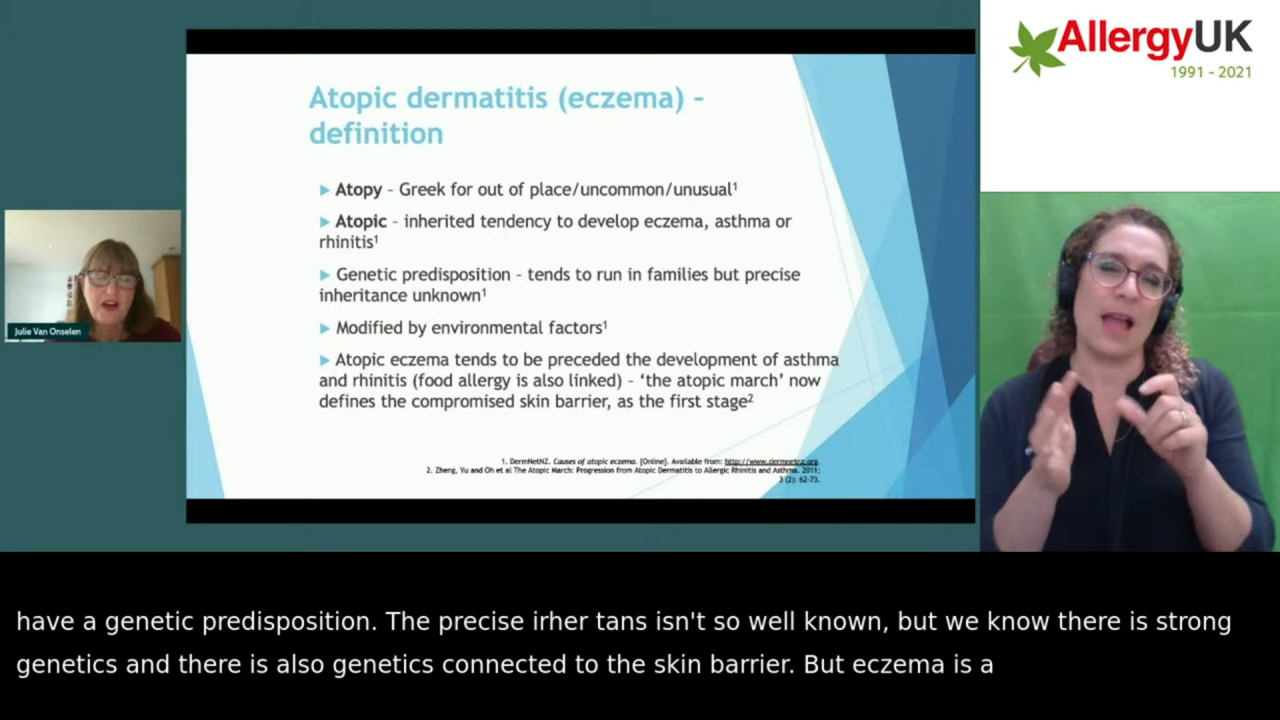 AllergyUK
1991 - 2021
Atopic dermatitis (eczema) –
definition
Atopy – Greek for out of place/uncommon/unusual¹
Atopic – inherited tendency to develop eczema, asthma or
rhinitis¹
Genetic predisposition – tends to run in families but precise
inheritance unknown¹
Modified by environmental factors¹
Atopic eczema tends to be preceded the development of asthma
and rhinitis (food allergy is also linked) – ‘the atopic march’ now
defines the compromised skin barrier, as the first stage²
1. DermNetNZ. Causes of atopic eczema. [Online]. Available from: http://www.dermnetnz.org.
2. Zheng, Yu and Oh et al The Atopic March: Progression from Atopic Dermatitis to Allergic Rhinitis and Asthma. 2011;
3 (2): 62-73.
Julie Van Onselen
have a genetic predisposition. The precise irher tans isn't so well known, but we know there is strong
genetics and there is also genetics connected to the skin barrier. But eczema is a